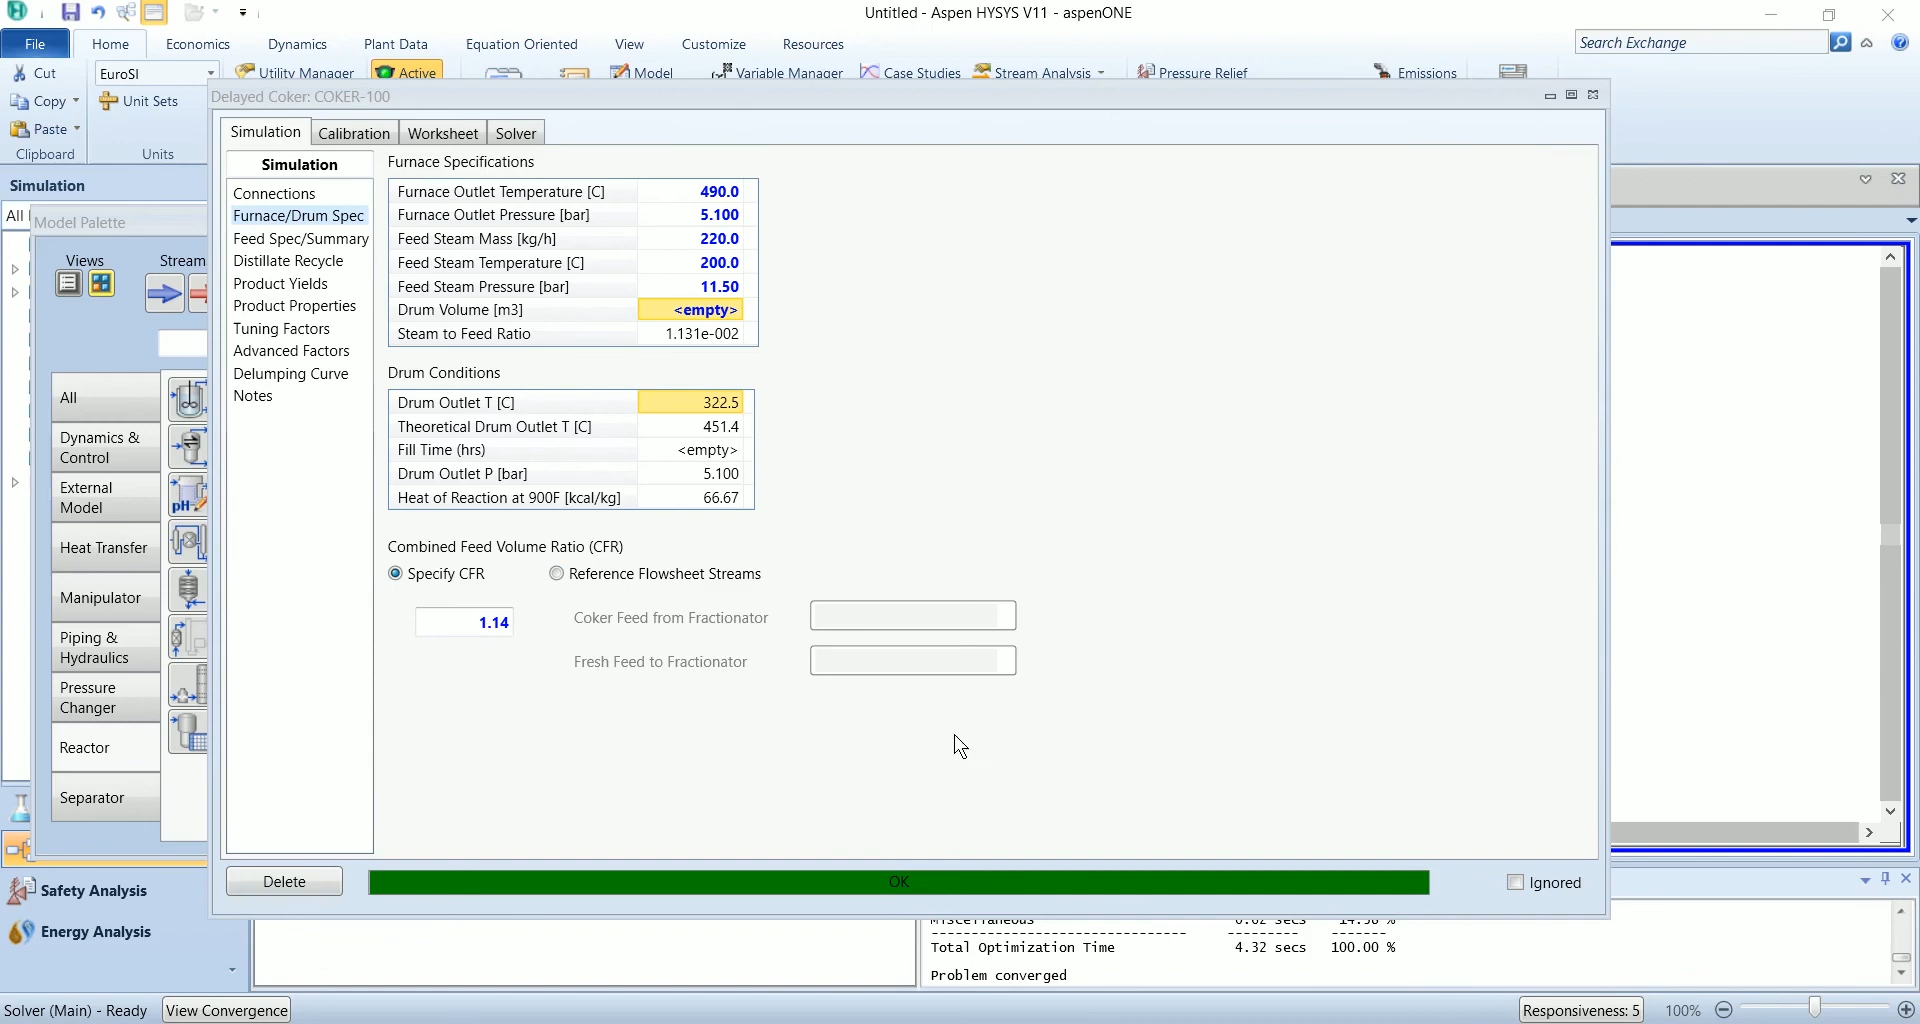 Untitled - Aspen HYSYS V11 - aspenONE
File
Home
Economics
Dynamics
Plant Data
Equation Oriented
View
Customize
Resources
Search Exchange
Cut
EuroSI
Utility Manager
Active
Model
Variable Manager
Case Studies
Stream Analysis
Pressure Relief
Emissions
Copy
Unit Sets
Paste
Clipboard
Units
Delayed Coker: COKER-100
Simulation
Calibration
Worksheet
Solver
Simulation
All
Model Palette
Views
Stream
All
Dynamics &
Control
External
Model
pH
Heat Transfer
Manipulator
Piping &
Hydraulics
Pressure
Changer
Reactor
Separator
Simulation
Connections
Furnace/Drum Spec
Feed Spec/Summary
Distillate Recycle
Product Yields
Product Properties
Tuning Factors
Advanced Factors
Delumping Curve
Notes
Furnace Specifications
Furnace Outlet Temperature [C] 490.0
Furnace Outlet Pressure [bar] 5.100
Feed Steam Mass [kg/h] 220.0
Feed Steam Temperature [C] 200.0
Feed Steam Pressure [bar] 11.50
Drum Volume [m3] <empty>
Steam to Feed Ratio 1.131e-002
Drum Conditions
Drum Outlet T [C] 322.5
Theoretical Drum Outlet T [C] 451.4
Fill Time (hrs) <empty>
Drum Outlet P [bar] 5.100
Heat of Reaction at 900F [kcal/kg] 66.67
Combined Feed Volume Ratio (CFR)
Specify CFR
Reference Flowsheet Streams
1.14
Coker Feed from Fractionator
Fresh Feed to Fractionator
Delete
OK
Ignored
Safety Analysis
Energy Analysis
Miscellaneous 0.62 secs 14.36 %
Total Optimization Time 4.32 secs 100.00 %
Problem converged
Solver (Main) - Ready
View Convergence
Responsiveness: 5
100%